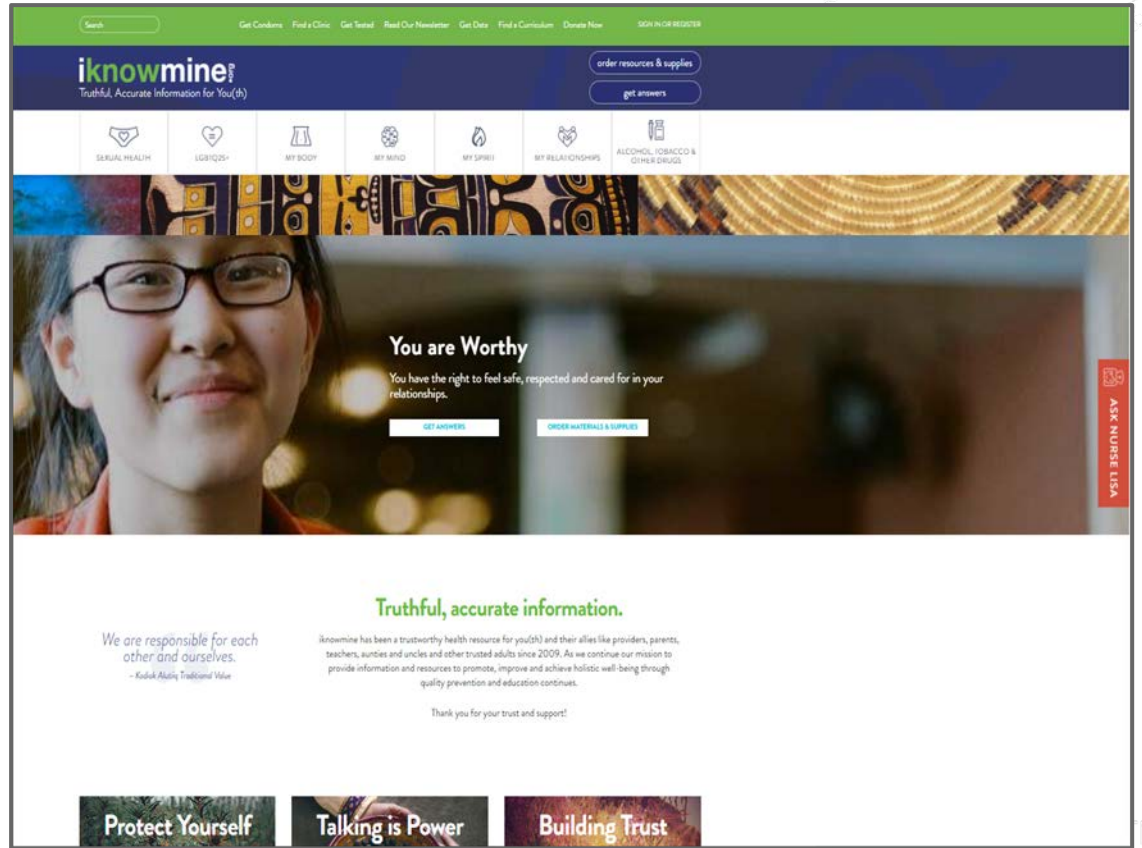 Search Get Condoms Find a Clinic Get Tested Read Our Newsletter Get Data Find a Curriculum Donate Now SIGN IN OR REGISTER
iknowmine.org
Truthful, Accurate Information for You(th)
order resources & supplies
get answers
SEXUAL HEALTH
LGBTQ2S+
MY BODY
MY MIND
MY SPIRIT
MY RELATIONSHIPS
ALCOHOL, TOBACCO &
OTHER DRUGS
You are Worthy
You have the right to feel safe, respected and cared for in your
relationships.
GET ANSWERS
ORDER MATERIALS & SUPPLIES
ASK NURSE LISA
We are responsible for each
other and ourselves.
- Kodiak Alutiiq Traditional Value
Truthful, accurate information.
iknowmine has been a trustworthy health resource for you(th) and their allies like providers, parents,
teachers, aunties and uncles and other trusted adults since 2009. As we continue our mission to
provide information and resources to promote, improve and achieve holistic well-being through
quality prevention and education continues.
Thank you for your trust and support!
Protect Yourself
Talking is Power
Building Trust